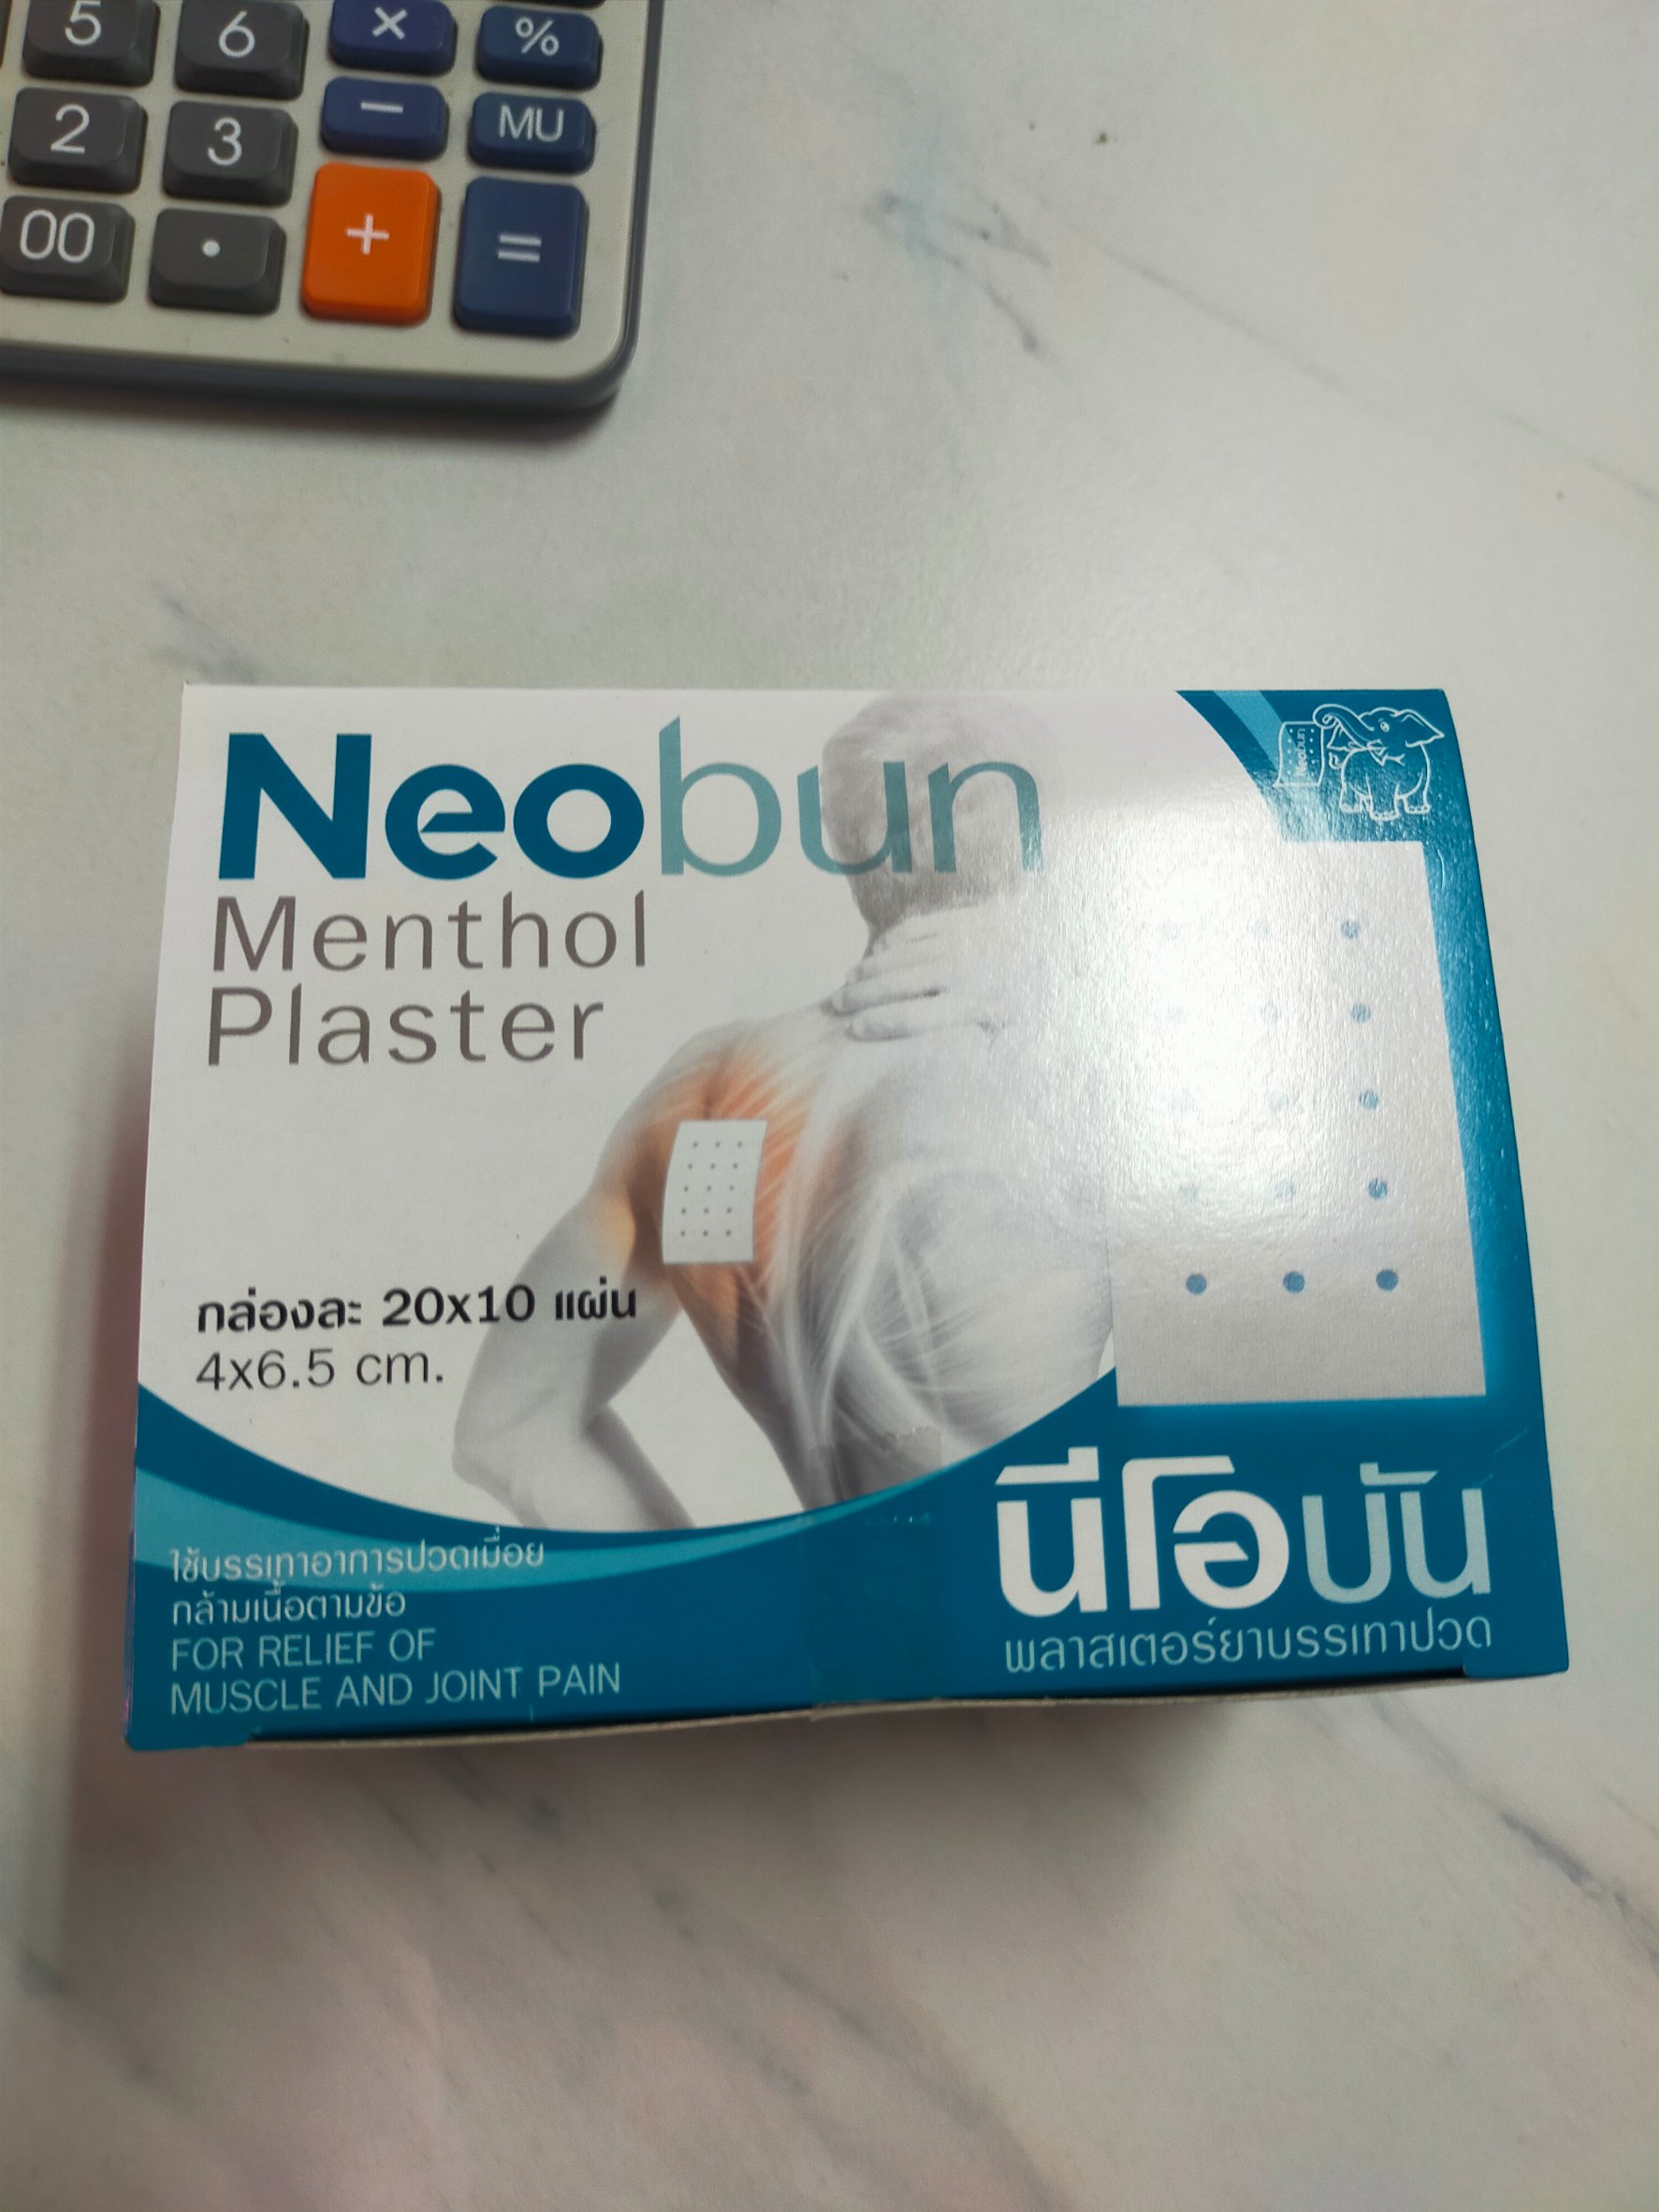 5 6 × %
2 3 − MU
00 • + =
Neobun
Menthol
Plaster
Neobun
กล่องละ 20x10 แผ่น
4x6.5 cm.
ใช้บรรเทาอาการปวดเมื่อย
กล้ามเนื้อตามข้อ
FOR RELIEF OF
MUSCLE AND JOINT PAIN
นีโอบัน
พลาสเตอร์ยาบรรเทาปวด